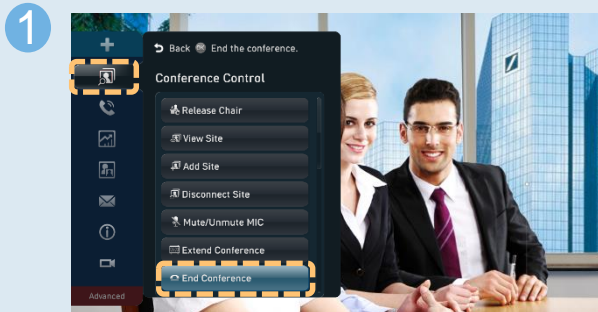 1
Back End the conference.
Conference Control
Release Chair
View Site
Add Site
Disconnect Site
Mute/Unmute MIC
Extend Conference
End Conference
Advanced